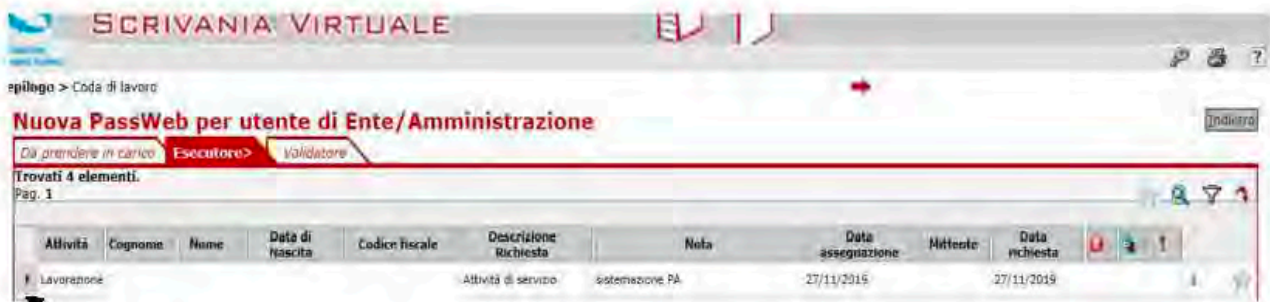 SCRIVANIA VIRTUALE
?
epilogo > Coda di lavoro
Nuova PassWeb per utente di Ente/Amministrazione
Indietro
Da prendere in carico Esecutore> Validatore
Trovati 4 elementi.
Pag. 1
Attività Cognome Nome Data di Nascita Codice fiscale Descrizione Richiesta Nota Data assegnazione Mittente Data richiesta
Lavorazione Attività di servizio sistemazione PA 27/11/2019 27/11/2019